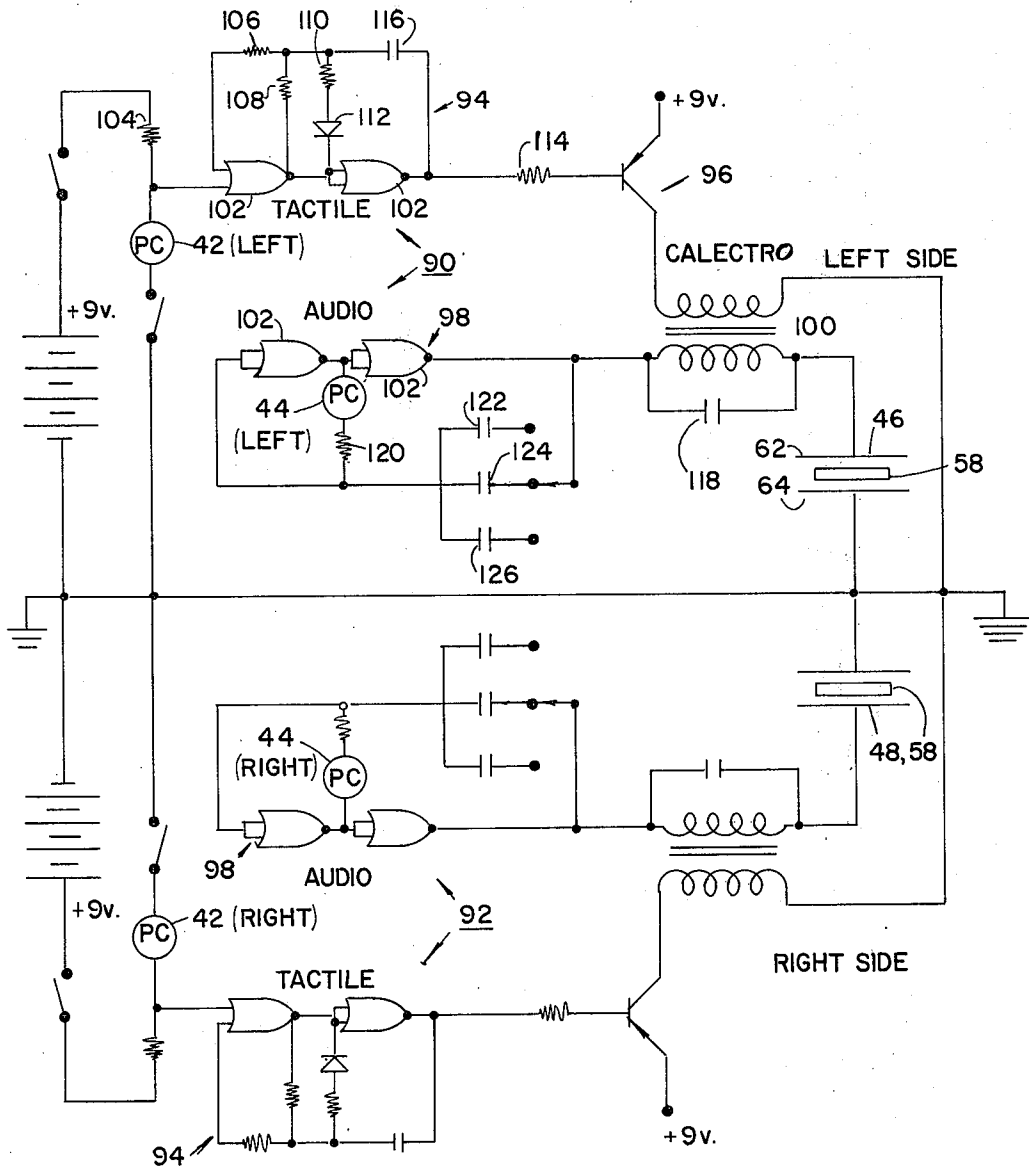 106
110
116
94
104
108
112
114
+9v.
96
102
TACTILE
102
PC
42 (LEFT)
90
CALECTRO
LEFT SIDE
+9v.
AUDIO
102
98
100
102
PC
44
(LEFT)
120
122
124
118
62
46
58
64
126
44
(RIGHT)
PC
48,58
98
AUDIO
+9v.
PC
42 (RIGHT)
92
TACTILE
RIGHT SIDE
94
+9v.